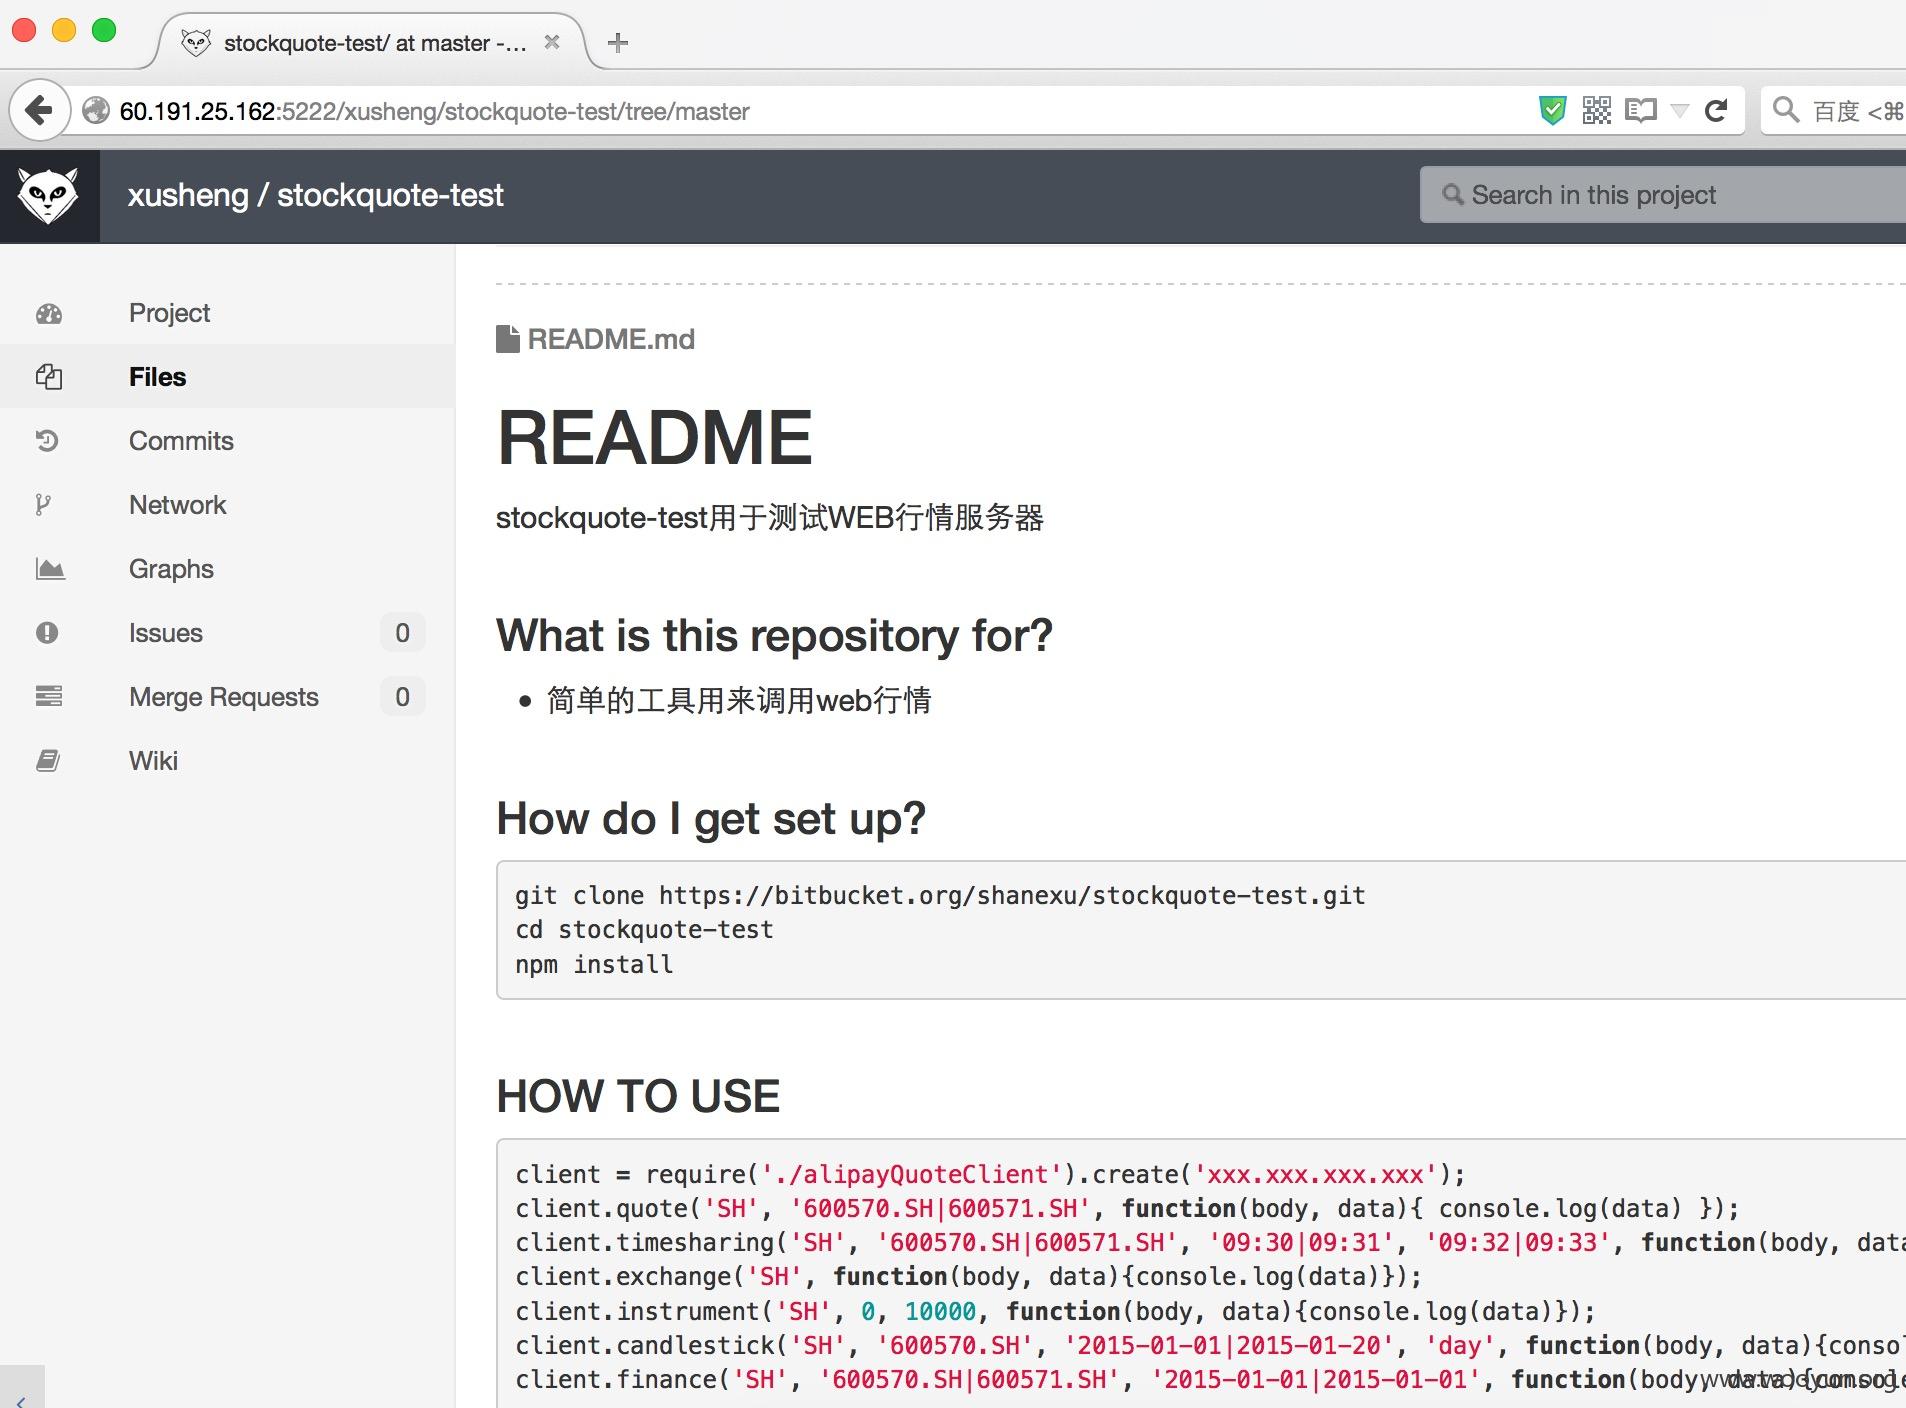 stockquote-test/ at master -...
60.191.25.162:5222/xusheng/stockquote-test/tree/master
百度 <⌘
xusheng / stockquote-test
Search in this project
Project
Files
Commits
Network
Graphs
Issues 0
Merge Requests 0
Wiki
README.md
README
stockquote-test用于测试WEB行情服务器
What is this repository for?
• 简单的工具用来调用web行情
How do I get set up?
git clone https://bitbucket.org/shanexu/stockquote-test.git
cd stockquote-test
npm install
HOW TO USE
client = require('./alipayQuoteClient').create('xxx.xxx.xxx.xxx');
client.quote('SH', '600570.SH|600571.SH', function(body, data){ console.log(data) });
client.timesharing('SH', '600570.SH|600571.SH', '09:30|09:31', '09:32|09:33', function(body, data
client.exchange('SH', function(body, data){console.log(data)});
client.instrument('SH', 0, 10000, function(body, data){console.log(data)});
client.candlestick('SH', '600570.SH', '2015-01-01|2015-01-20', 'day', function(body, data){conso
client.finance('SH', '600570.SH|600571.SH', '2015-01-01|2015-01-01', function(body, data){console
www.wooyun.org